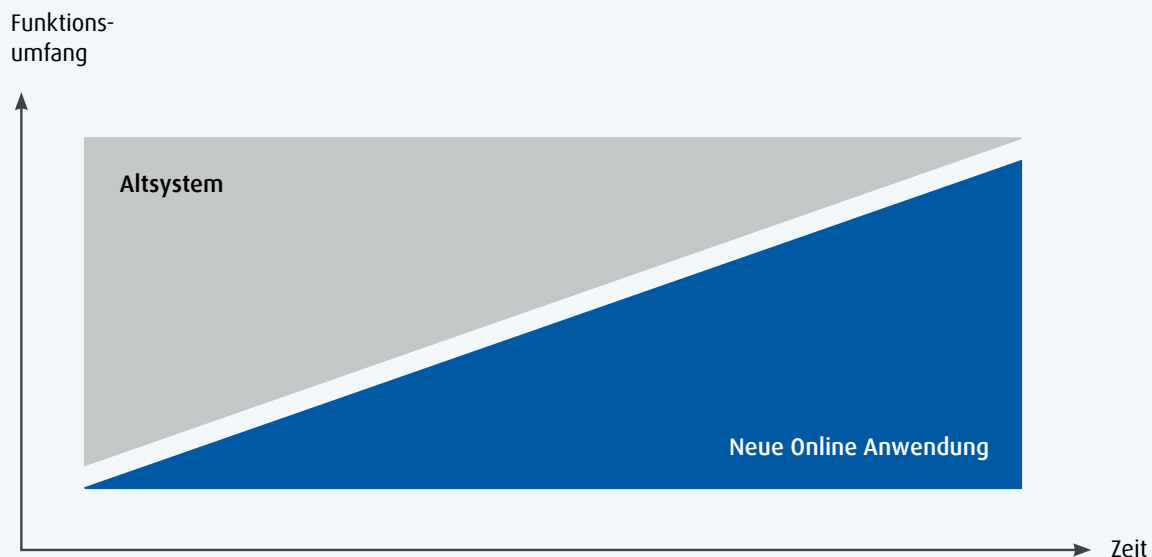 Funktions-
umfang
Altsystem
Neue Online Anwendung
Zeit